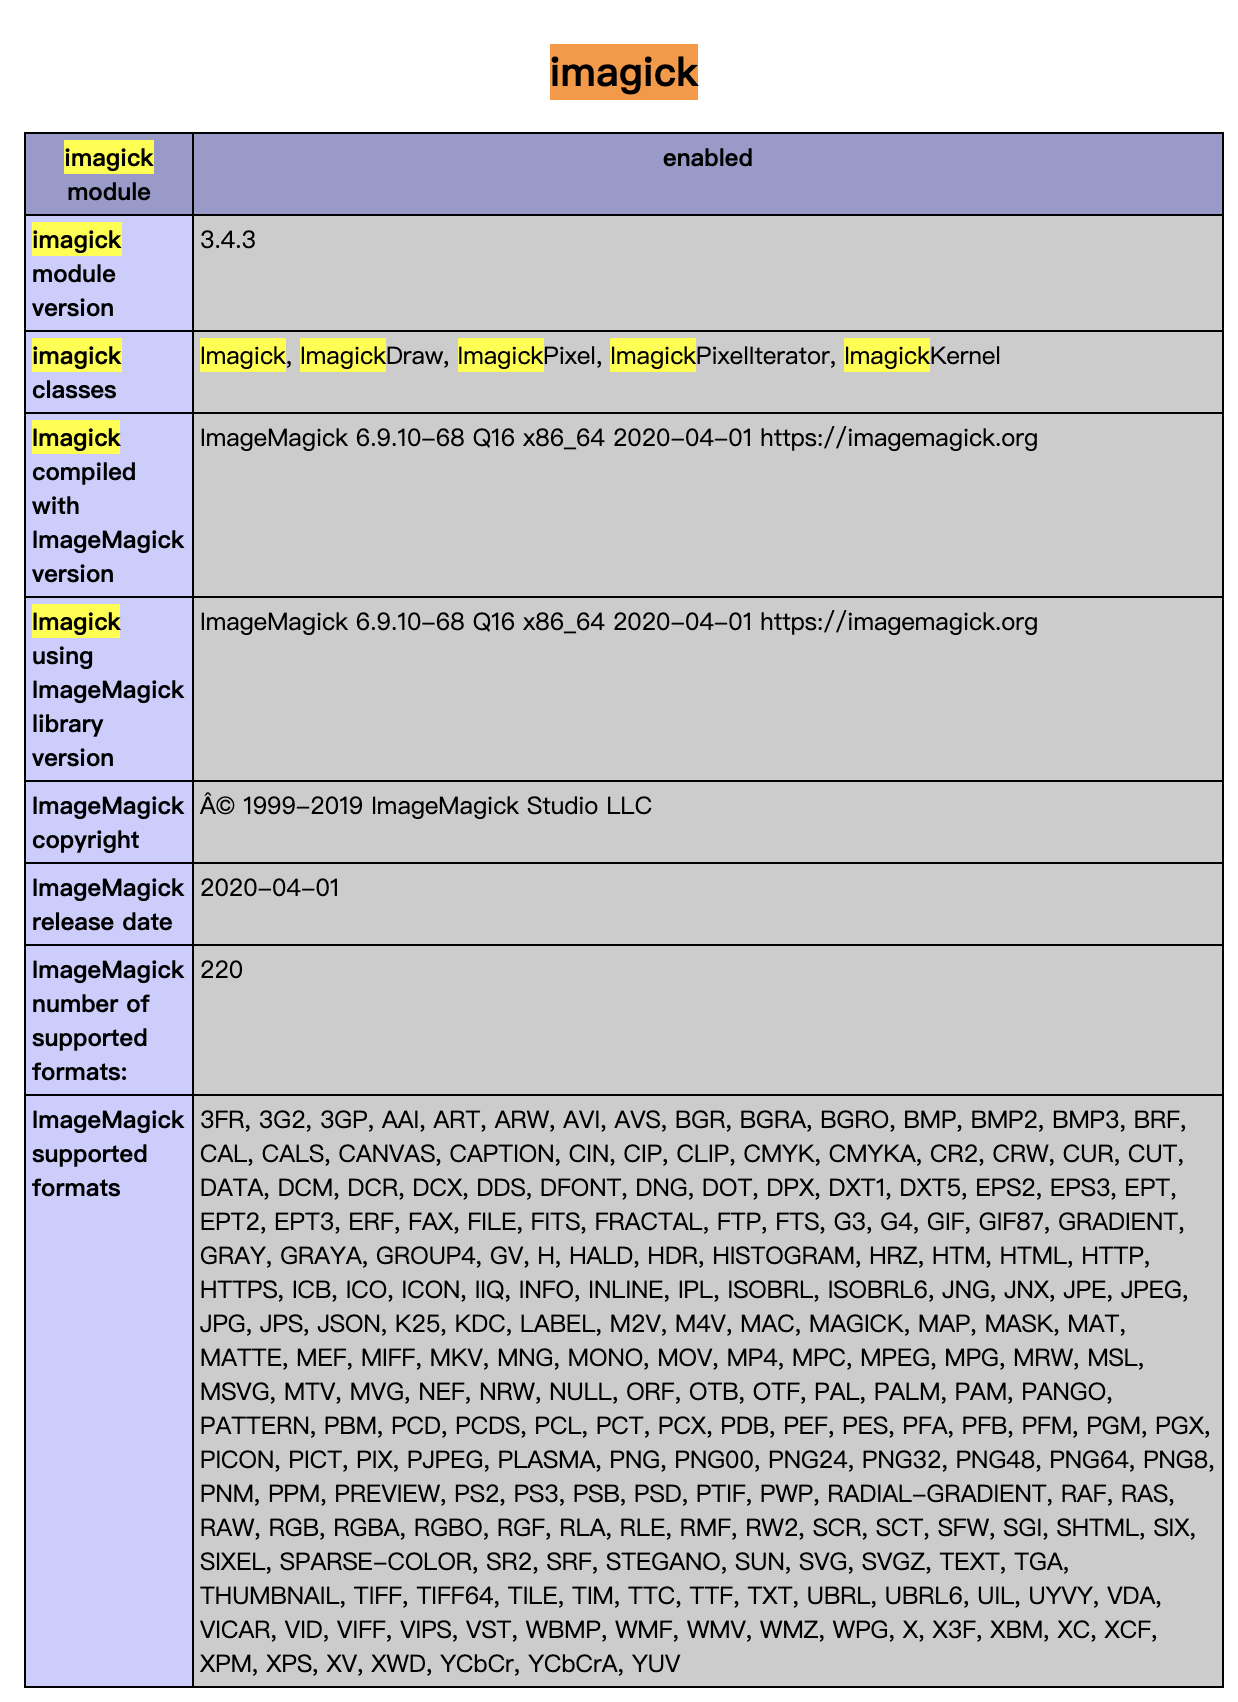 imagick
imagick
module
enabled
imagick
module
version
3.4.3
imagick
classes
Imagick, ImagickDraw, ImagickPixel, ImagickPixelIterator, ImagickKernel
Imagick
compiled
with
ImageMagick
version
ImageMagick 6.9.10-68 Q16 x86_64 2020-04-01 https://imagemagick.org
Imagick
using
ImageMagick
library
version
ImageMagick 6.9.10-68 Q16 x86_64 2020-04-01 https://imagemagick.org
ImageMagick
copyright
Â© 1999-2019 ImageMagick Studio LLC
ImageMagick
release date
2020-04-01
ImageMagick
number of
supported
formats:
220
ImageMagick
supported
formats
3FR, 3G2, 3GP, AAI, ART, ARW, AVI, AVS, BGR, BGRA, BGRO, BMP, BMP2, BMP3, BRF,
CAL, CALS, CANVAS, CAPTION, CIN, CIP, CLIP, CMYK, CMYKA, CR2, CRW, CUR, CUT,
DATA, DCM, DCR, DCX, DDS, DFONT, DNG, DOT, DPX, DXT1, DXT5, EPS2, EPS3, EPT,
EPT2, EPT3, ERF, FAX, FILE, FITS, FRACTAL, FTP, FTS, G3, G4, GIF, GIF87, GRADIENT,
GRAY, GRAYA, GROUP4, GV, H, HALD, HDR, HISTOGRAM, HRZ, HTM, HTML, HTTP,
HTTPS, ICB, ICO, ICON, IIQ, INFO, INLINE, IPL, ISOBRL, ISOBRL6, JNG, JNX, JPE, JPEG,
JPG, JPS, JSON, K25, KDC, LABEL, M2V, M4V, MAC, MAGICK, MAP, MASK, MAT,
MATTE, MEF, MIFF, MKV, MNG, MONO, MOV, MP4, MPC, MPEG, MPG, MRW, MSL,
MSVG, MTV, MVG, NEF, NRW, NULL, ORF, OTB, OTF, PAL, PALM, PAM, PANGO,
PATTERN, PBM, PCD, PCDS, PCL, PCT, PCX, PDB, PEF, PES, PFA, PFB, PFM, PGM, PGX,
PICON, PICT, PIX, PJPEG, PLASMA, PNG, PNG00, PNG24, PNG32, PNG48, PNG64, PNG8,
PNM, PPM, PREVIEW, PS2, PS3, PSB, PSD, PTIF, PWP, RADIAL-GRADIENT, RAF, RAS,
RAW, RGB, RGBA, RGBO, RGF, RLA, RLE, RMF, RW2, SCR, SCT, SFW, SGI, SHTML, SIX,
SIXEL, SPARSE-COLOR, SR2, SRF, STEGANO, SUN, SVG, SVGZ, TEXT, TGA,
THUMBNAIL, TIFF, TIFF64, TILE, TIM, TTC, TTF, TXT, UBRL, UBRL6, UIL, UYVY, VDA,
VICAR, VID, VIFF, VIPS, VST, WBMP, WMF, WMV, WMZ, WPG, X, X3F, XBM, XC, XCF,
XPM, XPS, XV, XWD, YCbCr, YCbCrA, YUV